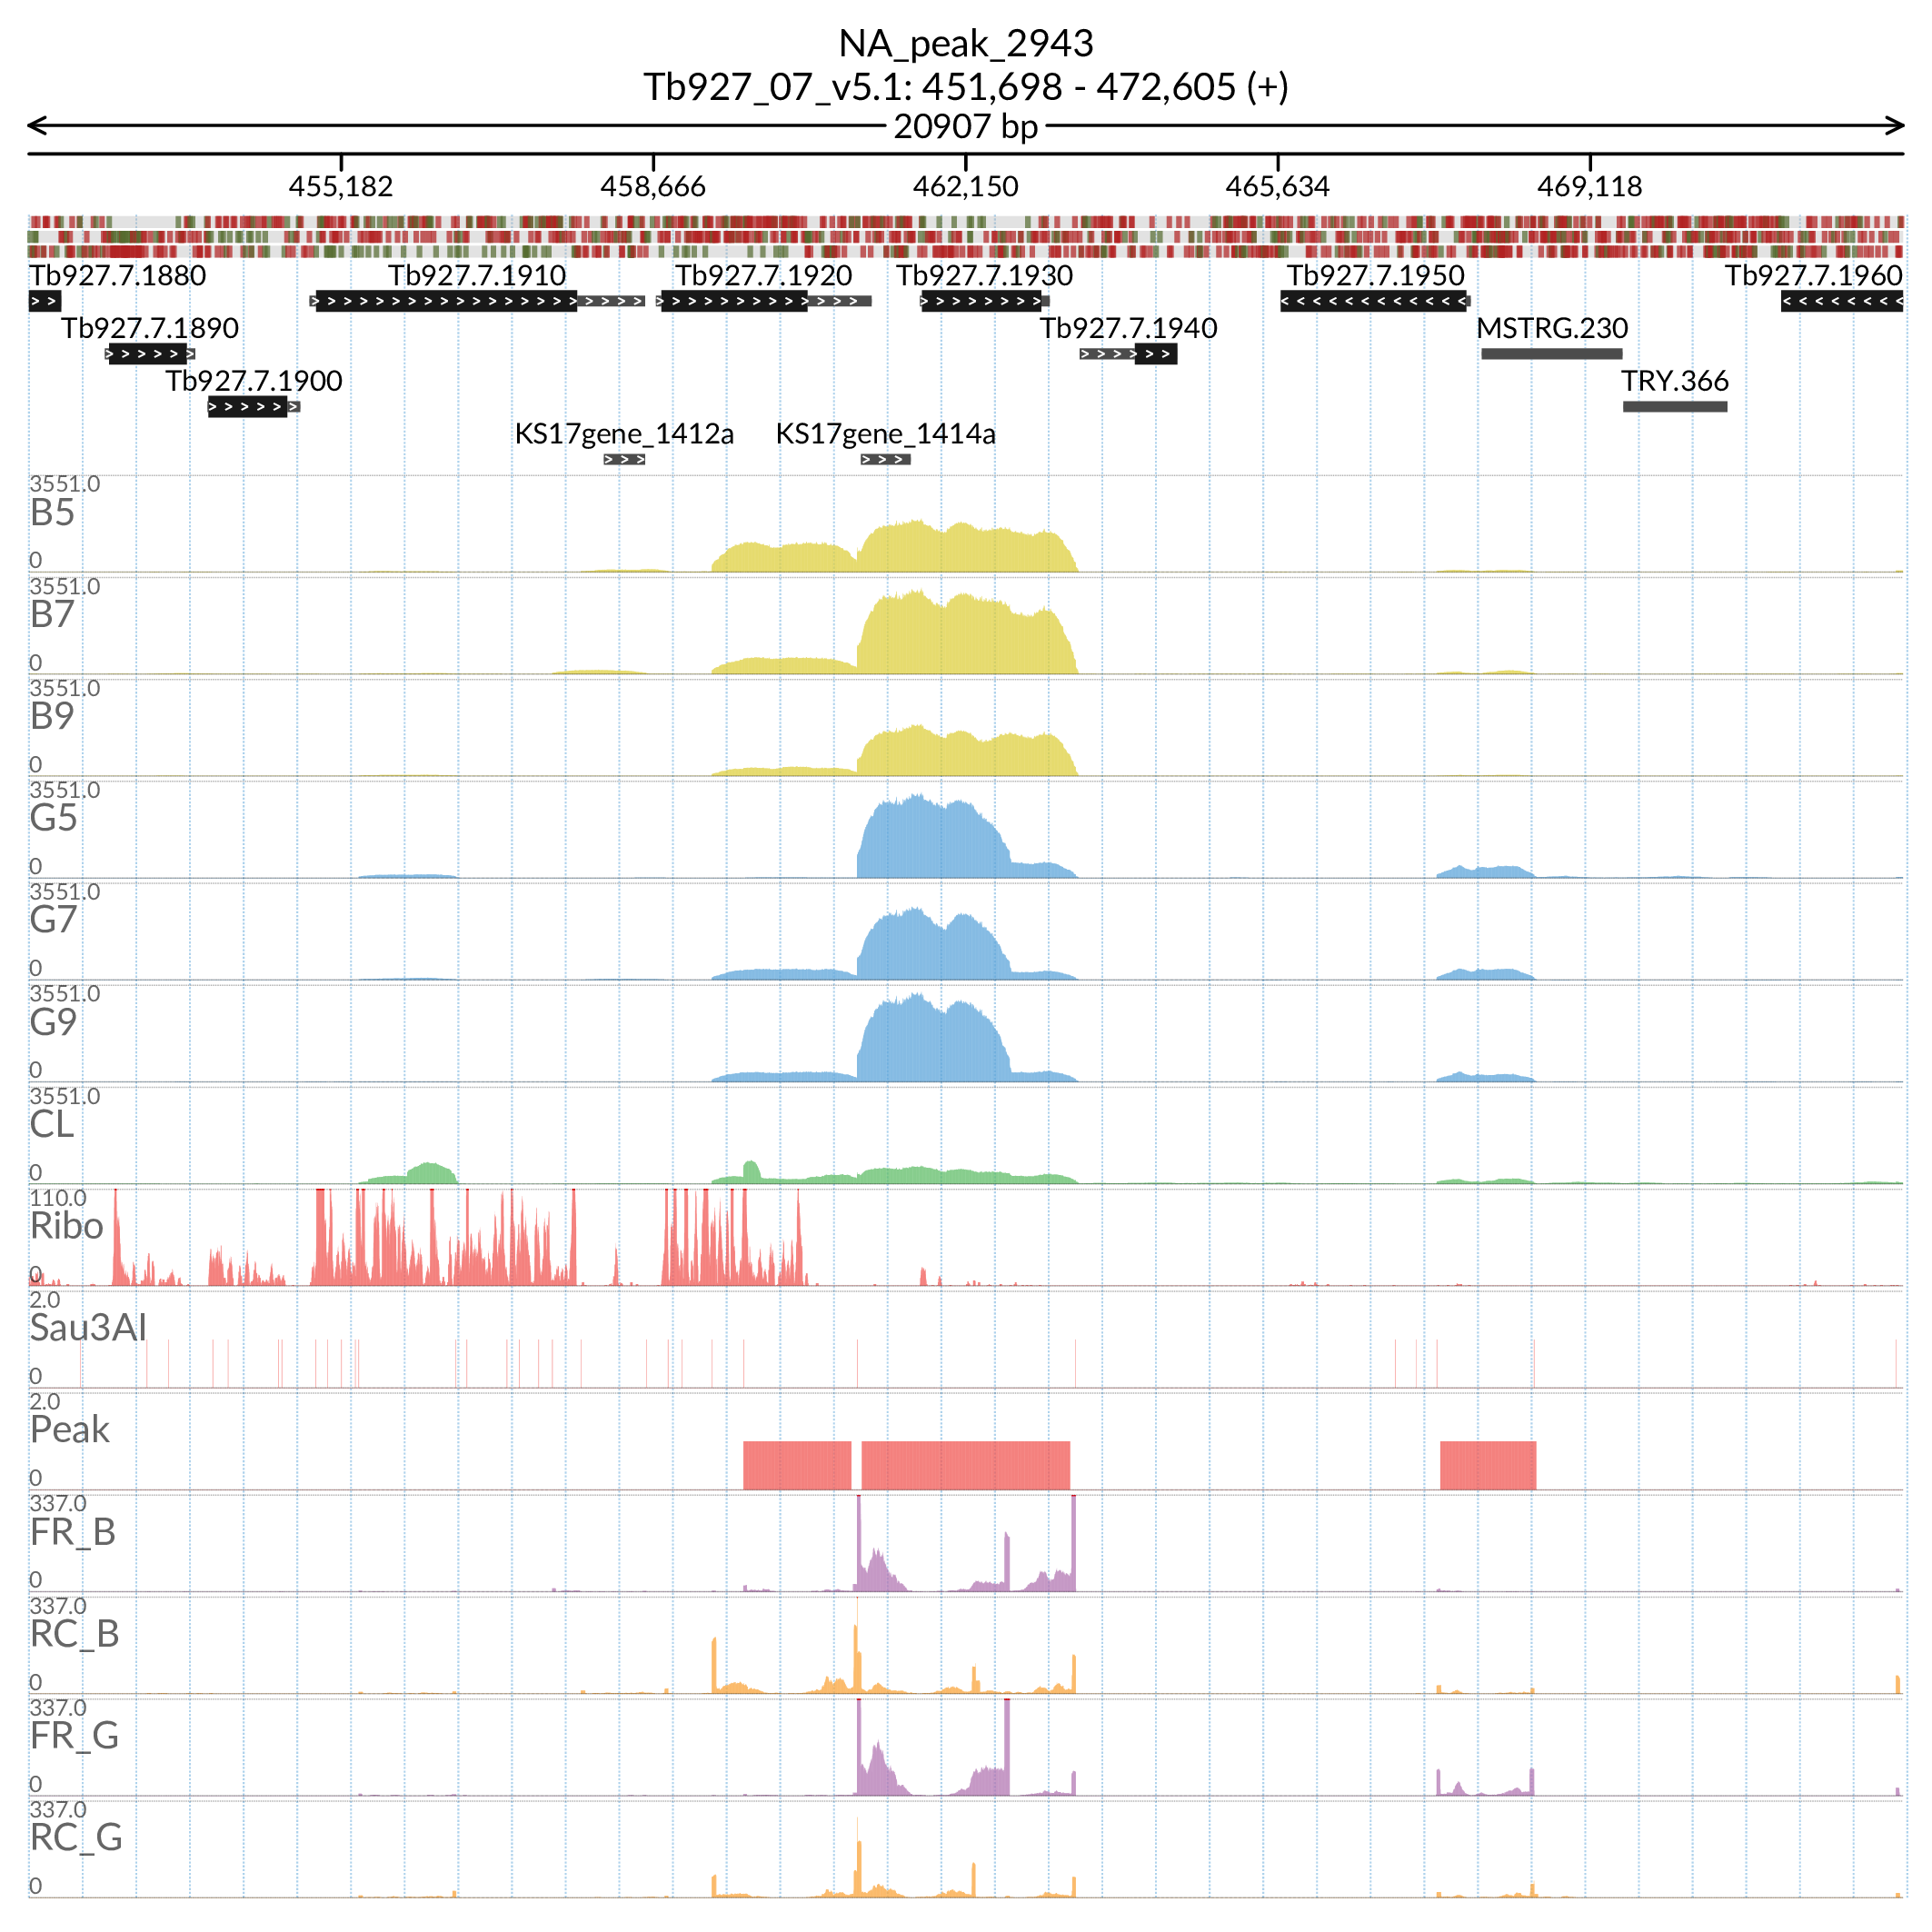 NA_peak_2943
Tb927_07_v5.1: 451,698 - 472,605 (+)
20907 bp
455,182 458,666 462,150 465,634 469,118
Tb927.7.1880 Tb927.7.1910 Tb927.7.1920 Tb927.7.1930 Tb927.7.1950 Tb927.7.1960
Tb927.7.1890 Tb927.7.1940 MSTRG.230
Tb927.7.1900 TRY.366
KS17gene_1412a KS17gene_1414a
3551.0
B5
0
3551.0
B7
0
3551.0
B9
0
3551.0
G5
0
3551.0
G7
0
3551.0
G9
0
3551.0
CL
0
110.0
Ribo
0
2.0
Sau3AI
0
2.0
Peak
0
337.0
FR_B
0
337.0
RC_B
0
337.0
FR_G
0
337.0
RC_G
0